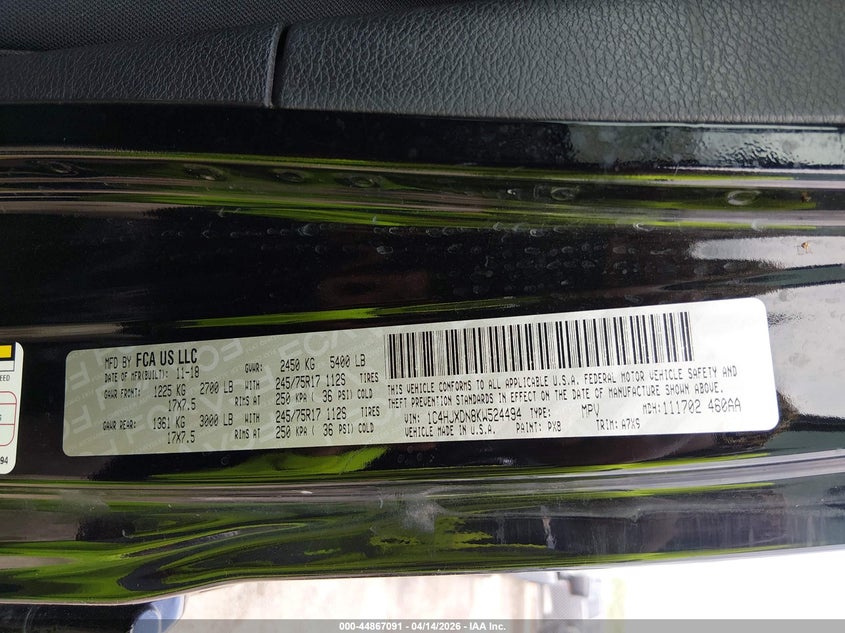 MFD BY FCA US LLC
DATE OF MFR(BUILT): 11-18 GVWR: 2450 KG 5400 LB
GAWR FRONT: 1225 KG 2700 LB WITH 245/75R17 112S TIRES
17X7.5 RIMS AT 250 KPA ( 36 PSI) COLD
GAWR REAR: 1361 KG 3000 LB WITH 245/75R17 112S TIRES
17X7.5 RIMS AT 250 KPA ( 36 PSI) COLD
THIS VEHICLE CONFORMS TO ALL APPLICABLE U.S.A. FEDERAL MOTOR VEHICLE SAFETY AND
THEFT PREVENTION STANDARDS IN EFFECT ON THE DATE OF MANUFACTURE SHOWN ABOVE.
VIN: 1C4HJXDN8KW524494 TYPE: MPV MDH:111702 460AA
VEHICLE MADE IN U.S.A. PAINT: PX8 TRIM: A7X9
EED
94
000-44867091 - 04/14/2026 - IAA Inc.